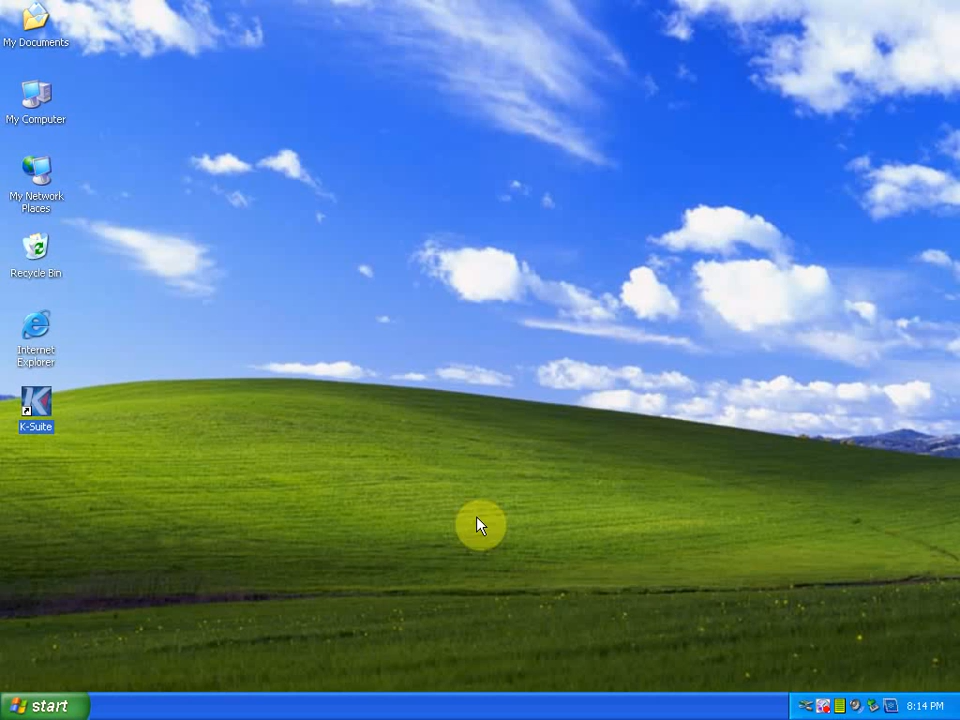 My Documents
My Computer
My Network
Places
Recycle Bin
Internet
Explorer
K-Suite
start
8:14 PM